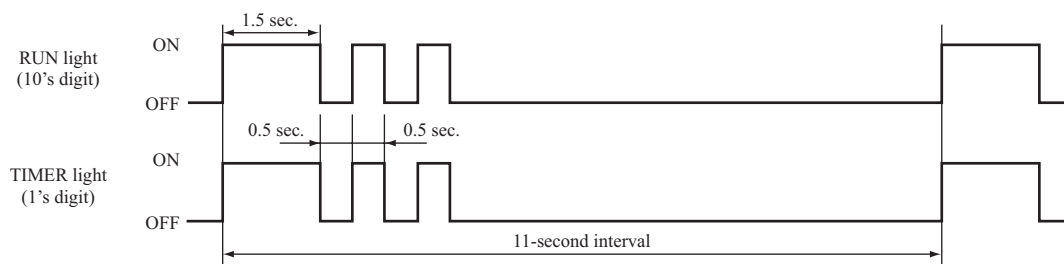 1.5 sec.
RUN light
(10's digit)
ON
OFF
0.5 sec.
0.5 sec.
TIMER light
(1's digit)
ON
OFF
11-second interval